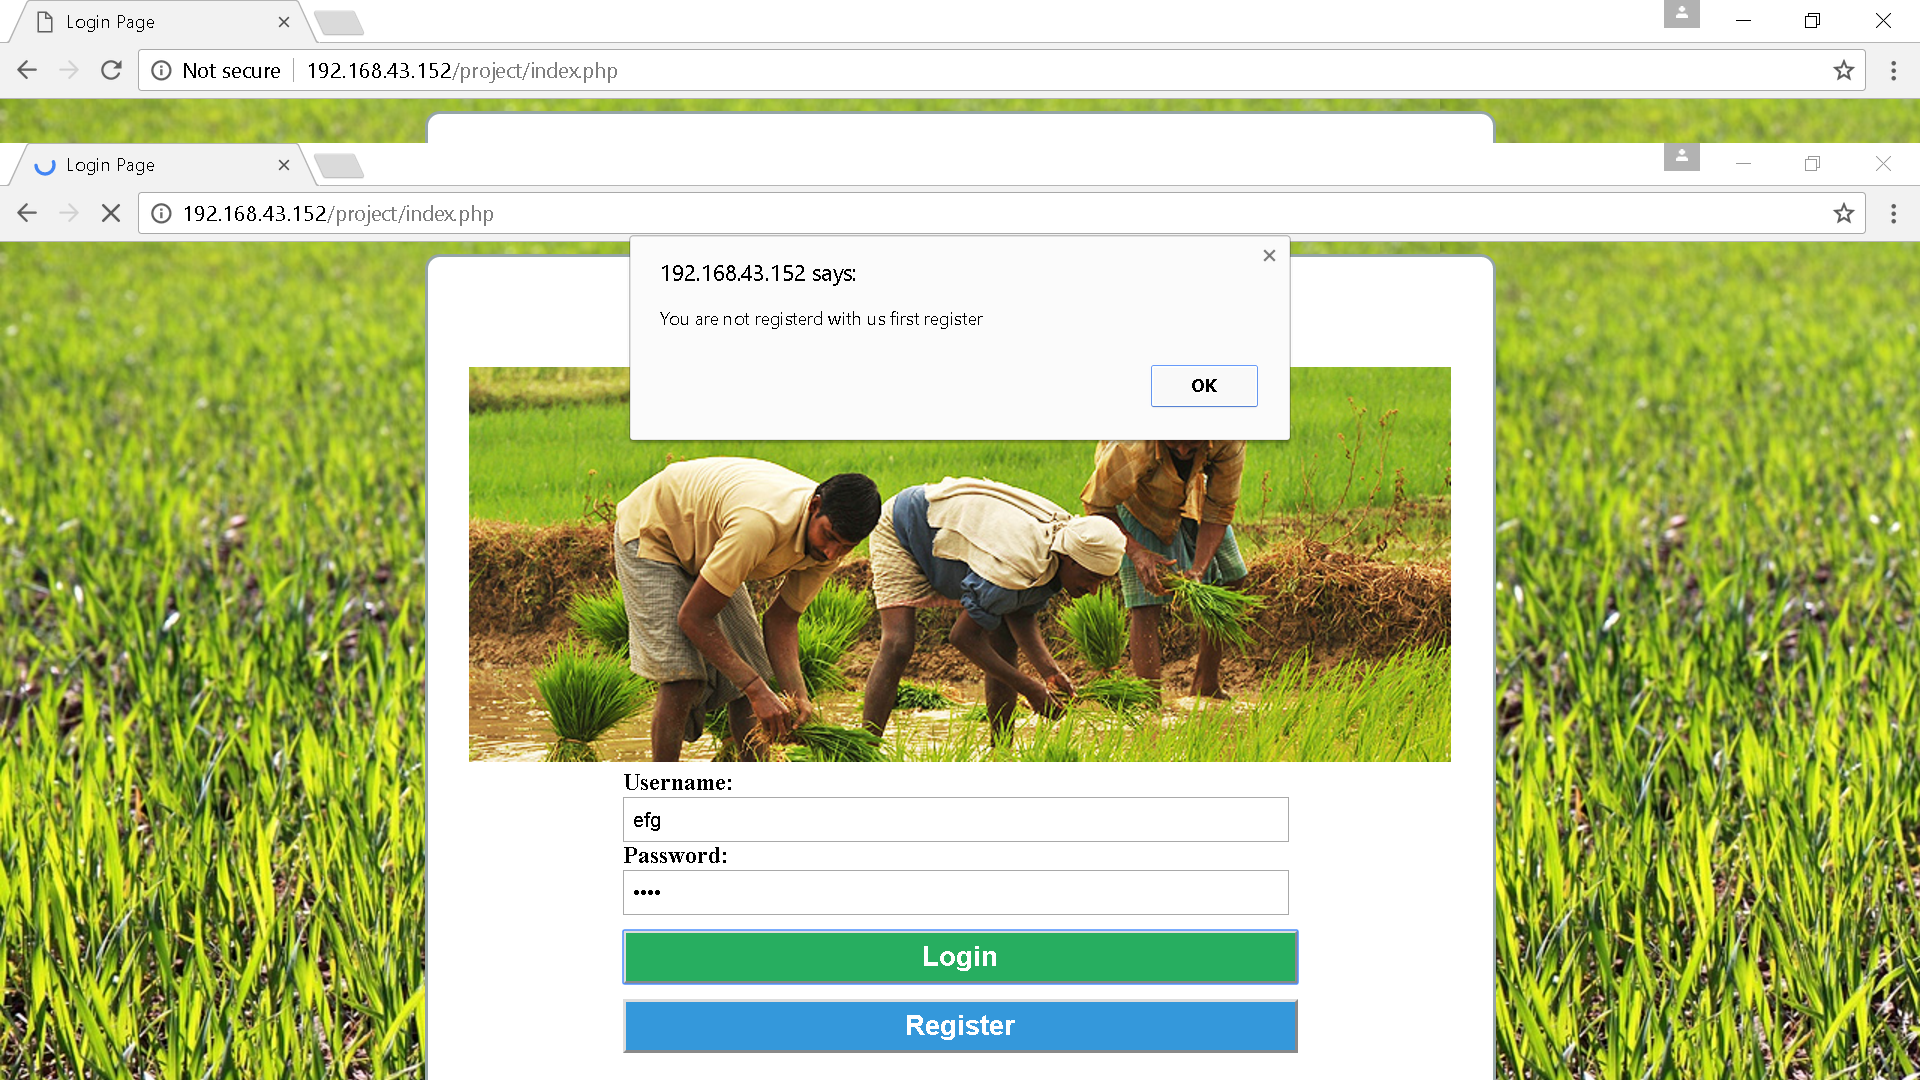 Login Page
Not secure 192.168.43.152/project/index.php
Login Page
192.168.43.152/project/index.php
192.168.43.152 says:
You are not registerd with us first register
OK
Username:
efg
Password:
••••
Login
Register